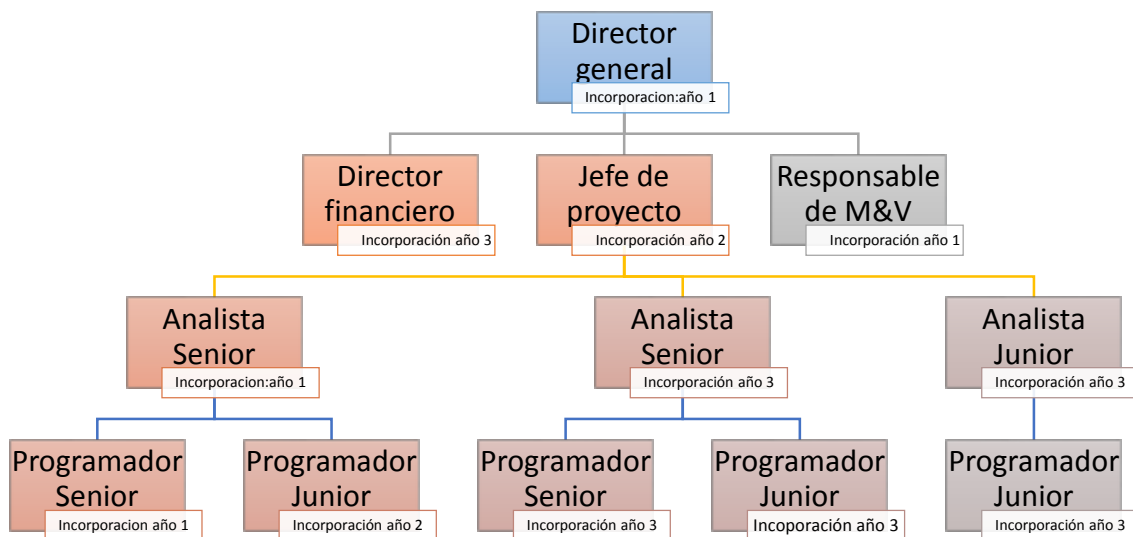 Director
general
Incorporacion:año 1
Director
financiero
Incorporación año 3
Jefe de
proyecto
Incorporación año 2
Responsable
de M&V
Incorporación año 1
Analista
Senior
Incorporacion:año 1
Analista
Senior
Incorporación año 3
Analista
Junior
Incorporación año 3
Programador
Senior
Incorporacion año 1
Programador
Junior
Incorporación año 2
Programador
Senior
Incorporación año 3
Programador
Junior
Incoporación año 3
Programador
Junior
Incorporación año 3